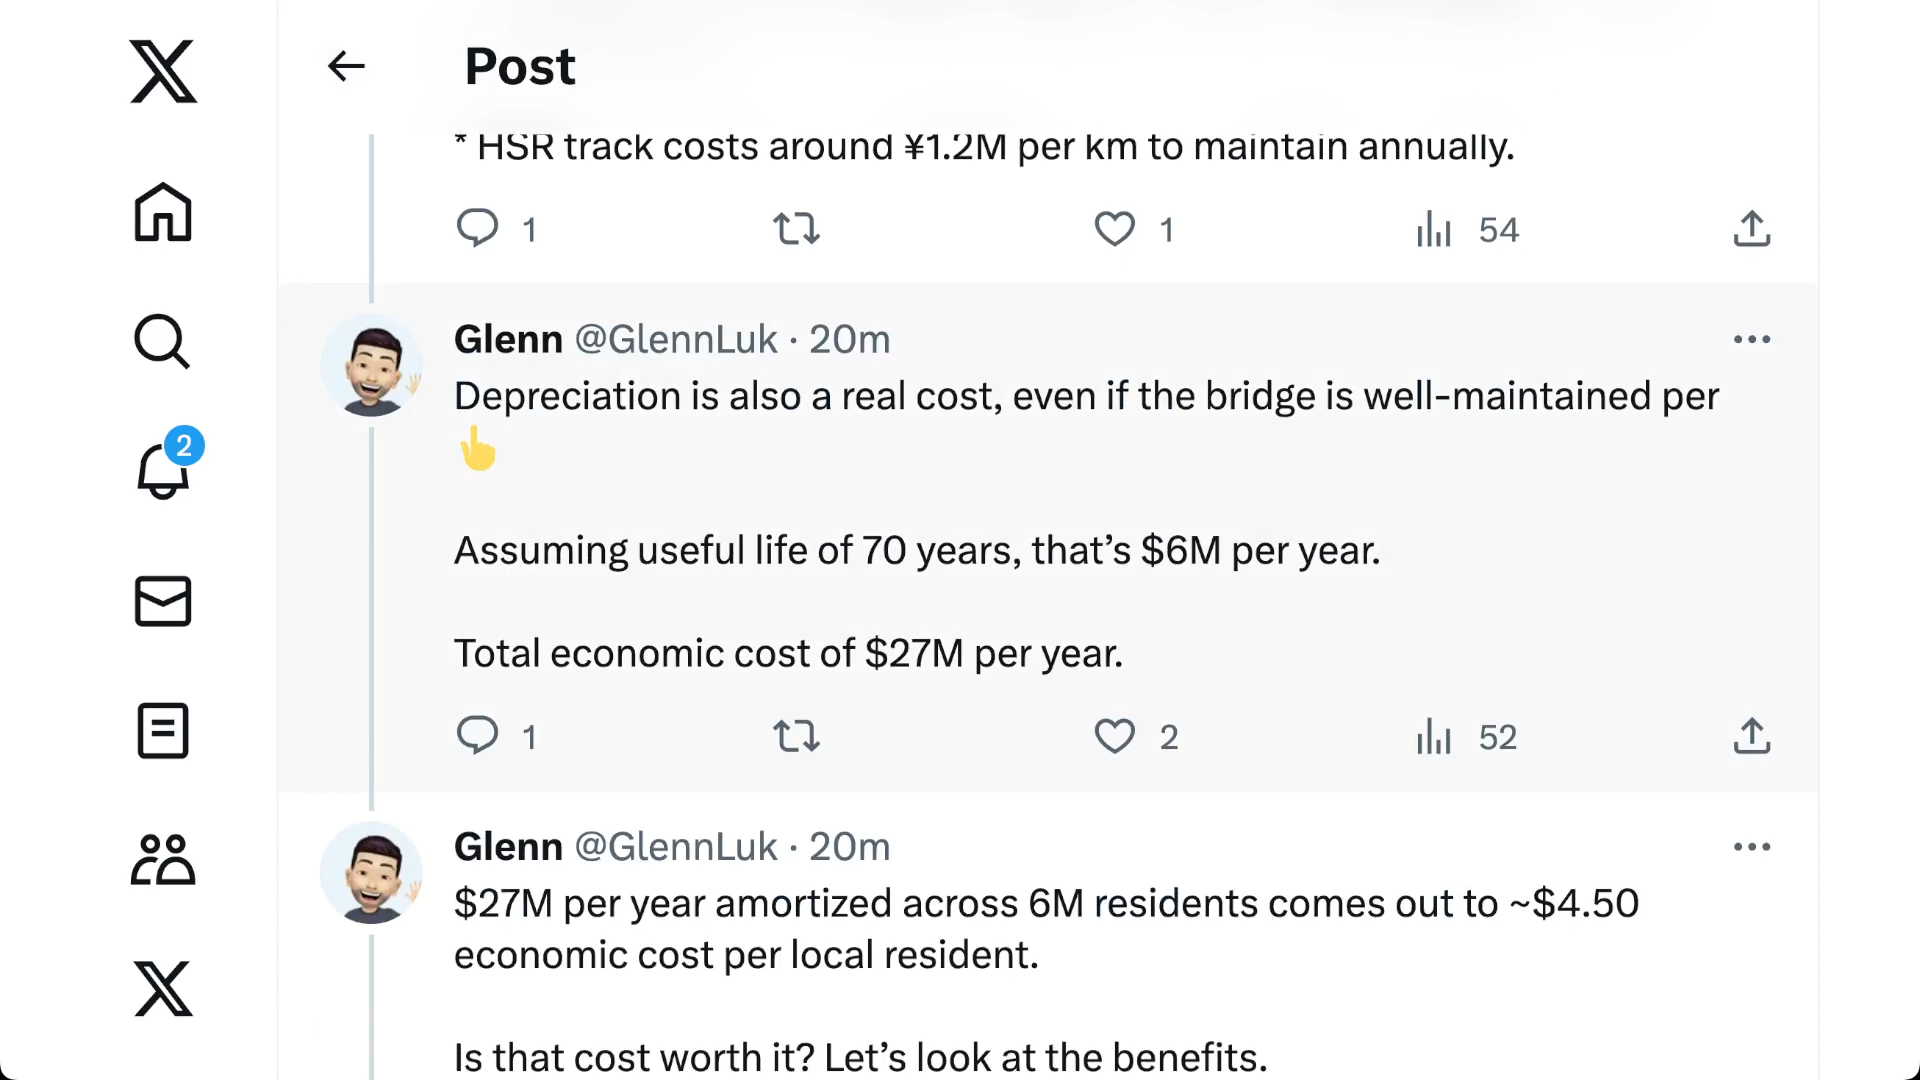 Post
* HSR track costs around ¥1.2M per km to maintain annually.
1 1 54
Glenn @GlennLuk · 20m
Depreciation is also a real cost, even if the bridge is well-maintained per
👆
Assuming useful life of 70 years, that’s $6M per year.
Total economic cost of $27M per year.
1 2 52
2
Glenn @GlennLuk · 20m
$27M per year amortized across 6M residents comes out to ~$4.50
economic cost per local resident.
Is that cost worth it? Let’s look at the benefits.